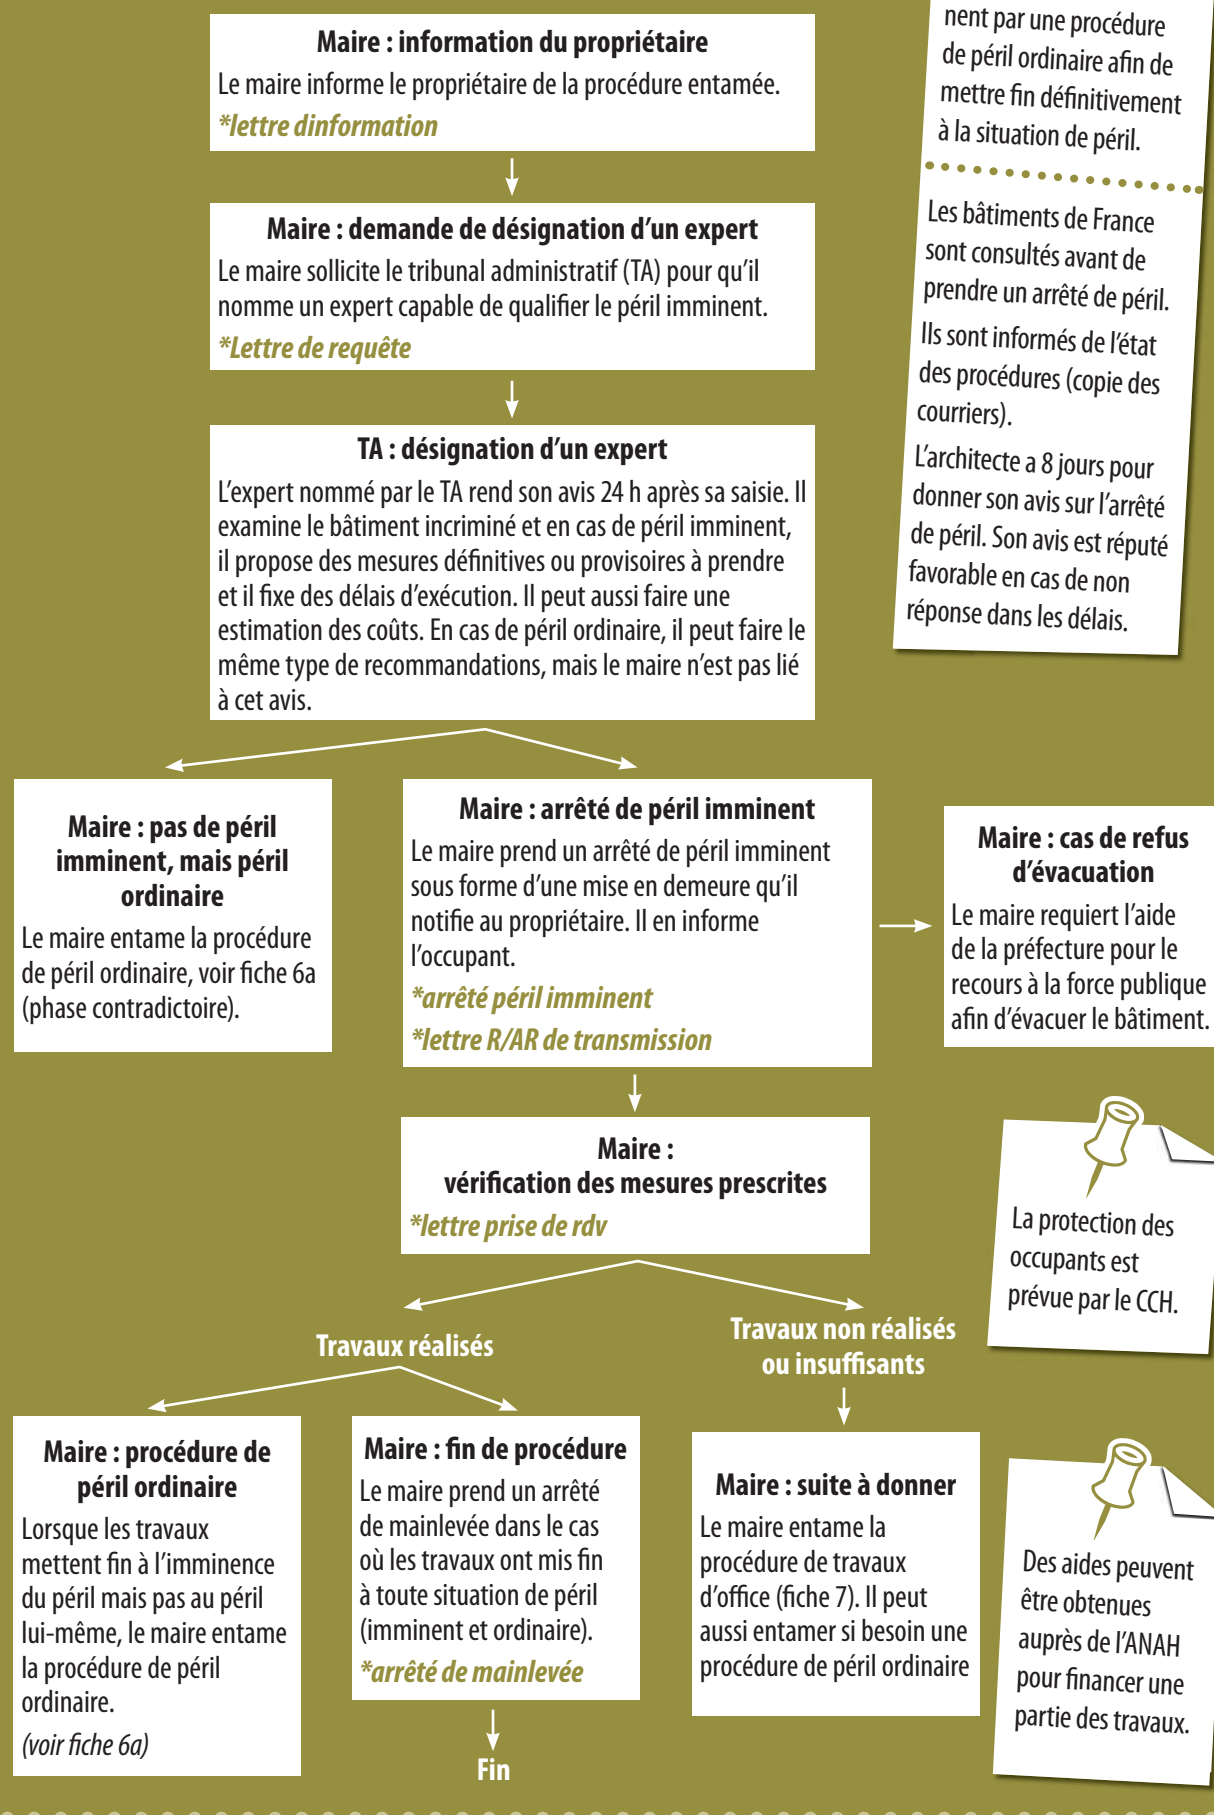 Maire : information du propriétaire
Le maire informe le propriétaire de la procédure entamée.
*lettre dinformation
Maire : demande de désignation d’un expert
Le maire sollicite le tribunal administratif (TA) pour qu’il
nomme un expert capable de qualifier le péril imminent.
*Lettre de requête
TA : désignation d’un expert
L’expert nommé par le TA rend son avis 24 h après sa saisie. Il
examine le bâtiment incriminé et en cas de péril imminent,
il propose des mesures définitives ou provisoires à prendre
et il fixe des délais d’exécution. Il peut aussi faire une
estimation des coûts. En cas de péril ordinaire, il peut faire le
même type de recommandations, mais le maire n’est pas lié
à cet avis.
nent par une procédure
de péril ordinaire afin de
mettre fin définitivement
à la situation de péril.
Les bâtiments de France
sont consultés avant de
prendre un arrêté de péril.
Ils sont informés de l’état
des procédures (copie des
courriers).
L’architecte a 8 jours pour
donner son avis sur l’arrêté
de péril. Son avis est réputé
favorable en cas de non
réponse dans les délais.
Maire : pas de péril
imminent, mais péril
ordinaire
Le maire entame la procédure
de péril ordinaire, voir fiche 6a
(phase contradictoire).
Maire : arrêté de péril imminent
Le maire prend un arrêté de péril imminent
sous forme d’une mise en demeure qu’il
notifie au propriétaire. Il en informe
l’occupant.
*arrêté péril imminent
*lettre R/AR de transmission
Maire : cas de refus
d’évacuation
Le maire requiert l’aide
de la préfecture pour le
recours à la force publique
afin d’évacuer le bâtiment.
Maire :
vérification des mesures prescrites
*lettre prise de rdv
La protection des
occupants est
prévue par le CCH.
Travaux réalisés
Travaux non réalisés
ou insuffisants
Maire : procédure de
péril ordinaire
Lorsque les travaux
mettent fin à l’imminence
du péril mais pas au péril
lui-même, le maire entame
la procédure de péril
ordinaire.
(voir fiche 6a)
Maire : fin de procédure
Le maire prend un arrêté
de mainlevée dans le cas
où les travaux ont mis fin
à toute situation de péril
(imminent et ordinaire).
*arrêté de mainlevée
Fin
Maire : suite à donner
Le maire entame la
procédure de travaux
d’office (fiche 7). Il peut
aussi entamer si besoin une
procédure de péril ordinaire
Des aides peuvent
être obtenues
auprès de l’ANAH
pour financer une
partie des travaux.